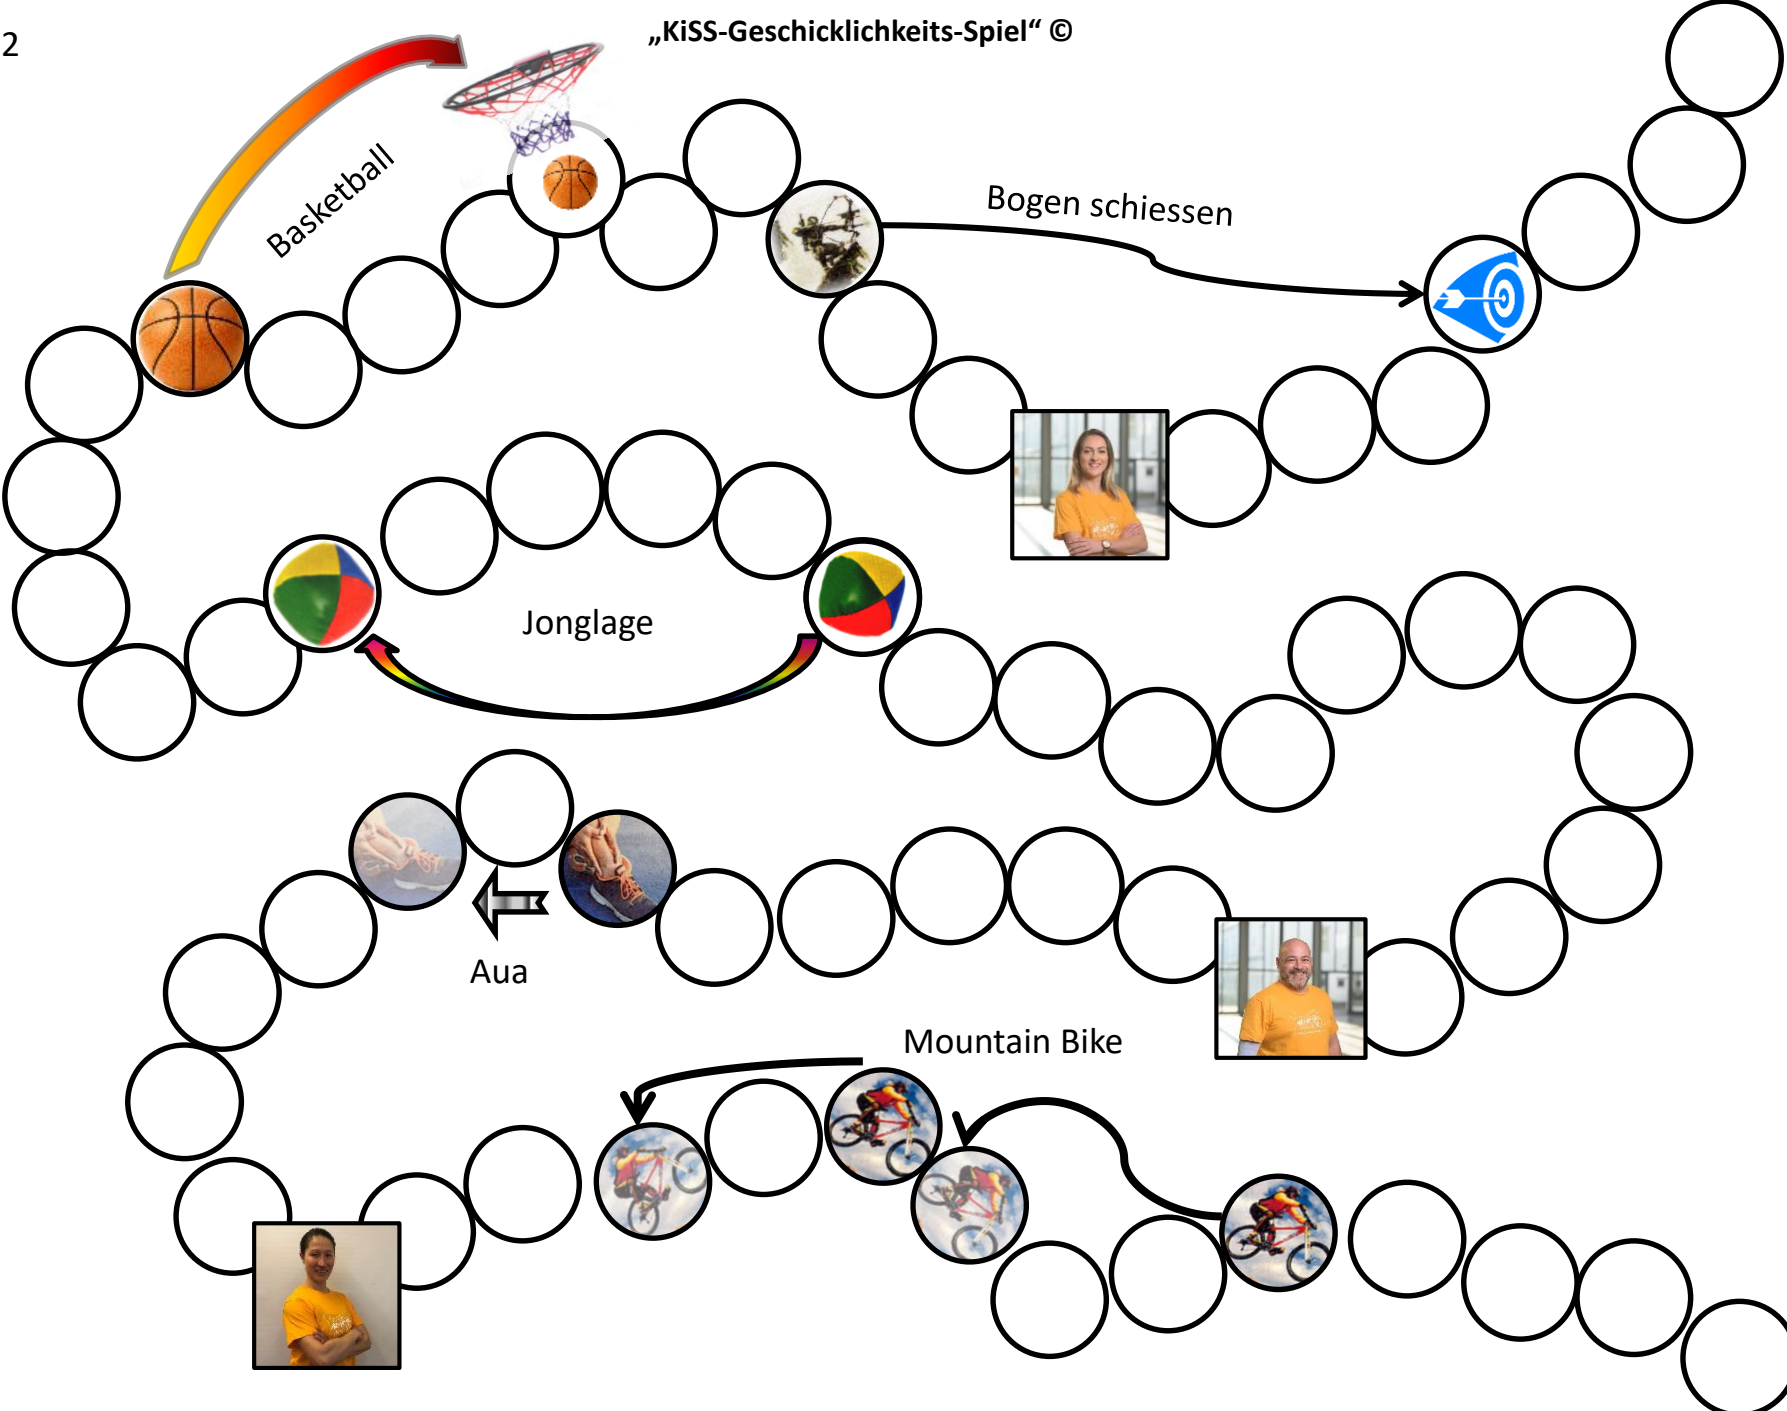 2
„KiSS-Geschicklichkeits-Spiel“ ©
Basketball
Bogen schiessen
Jonglage
Aua
Mountain Bike